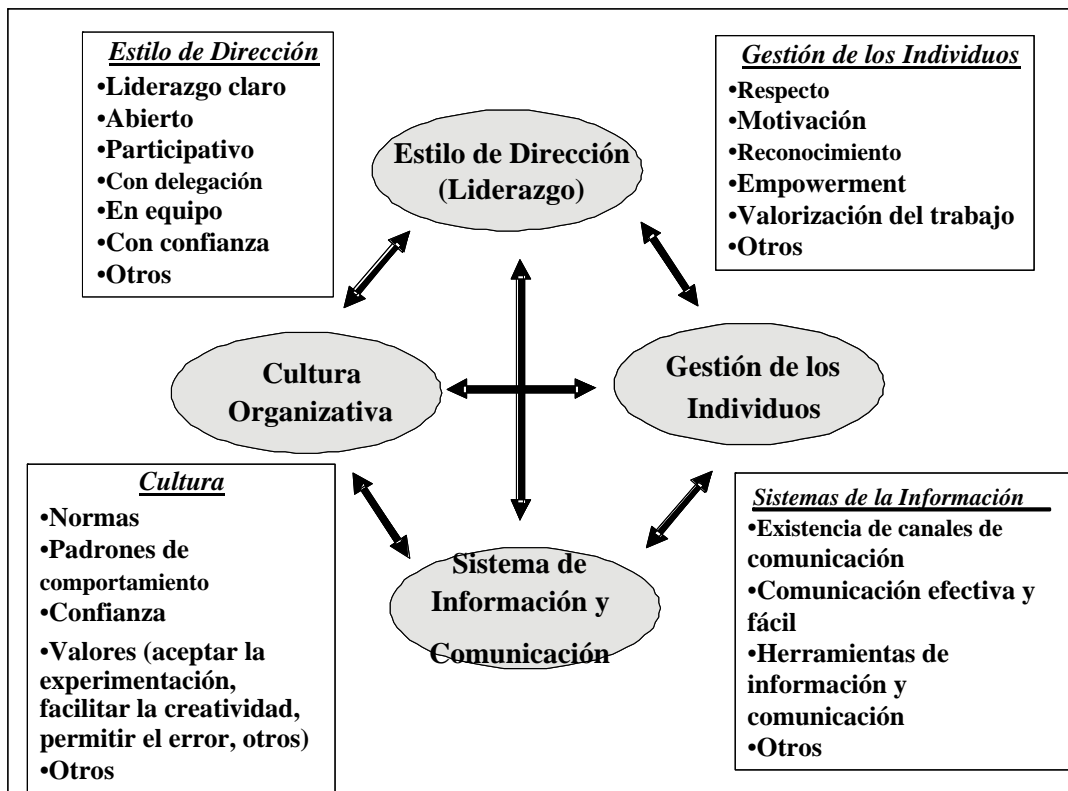 Estilo de Dirección
•Liderazgo claro
•Abierto
•Participativo
•Con delegación
•En equipo
•Con confianza
•Otros
Gestión de los Individuos
•Respecto
•Motivación
•Reconocimiento
•Empowerment
•Valorización del trabajo
•Otros
Estilo de Dirección
(Liderazgo)
Cultura
Organizativa
Gestión de los
Individuos
Sistema de
Información y
Comunicación
Cultura
•Normas
•Padrones de
comportamiento
•Confianza
•Valores (aceptar la
experimentación,
facilitar la creatividad,
permitir el error, otros)
•Otros
Sistemas de la Información
•Existencia de canales de
comunicación
•Comunicación efectiva y
fácil
•Herramientas de
información y
comunicación
•Otros